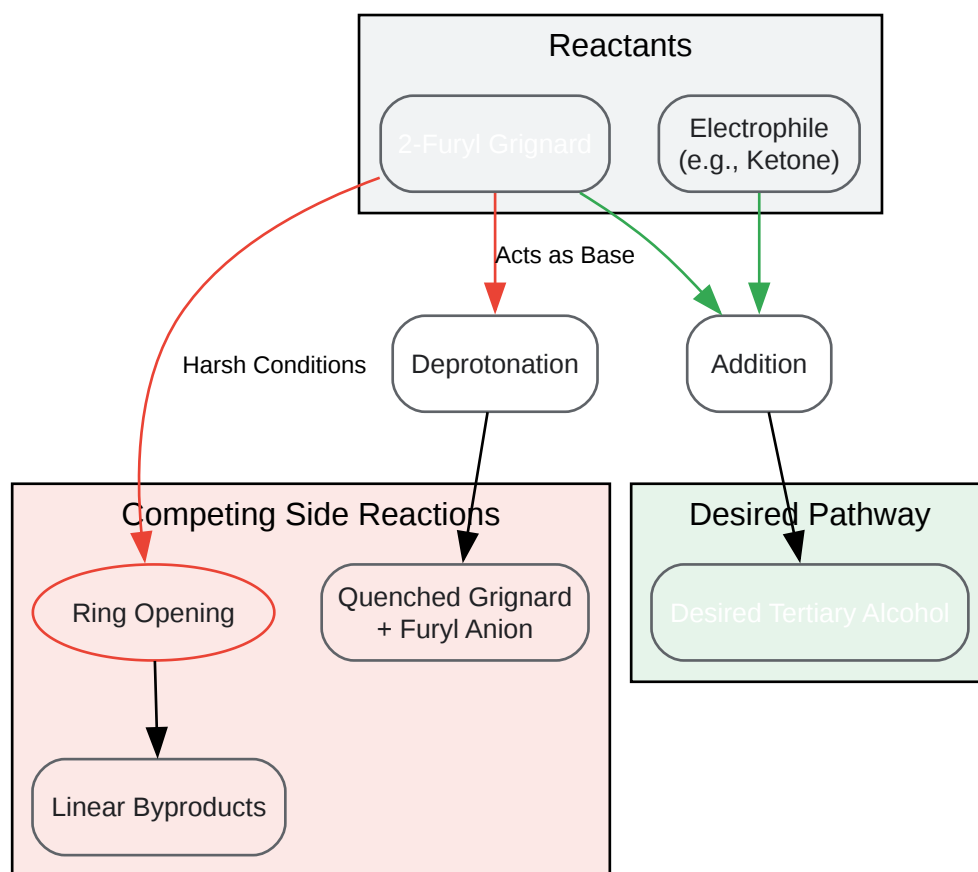 Reactants
2-Furyl Grignard
Electrophile
(e.g., Ketone)
Acts as Base
Harsh Conditions
Deprotonation
Addition
Competing Side Reactions
Desired Pathway
Ring Opening
Quenched Grignard
+ Furyl Anion
Desired Tertiary Alcohol
Linear Byproducts